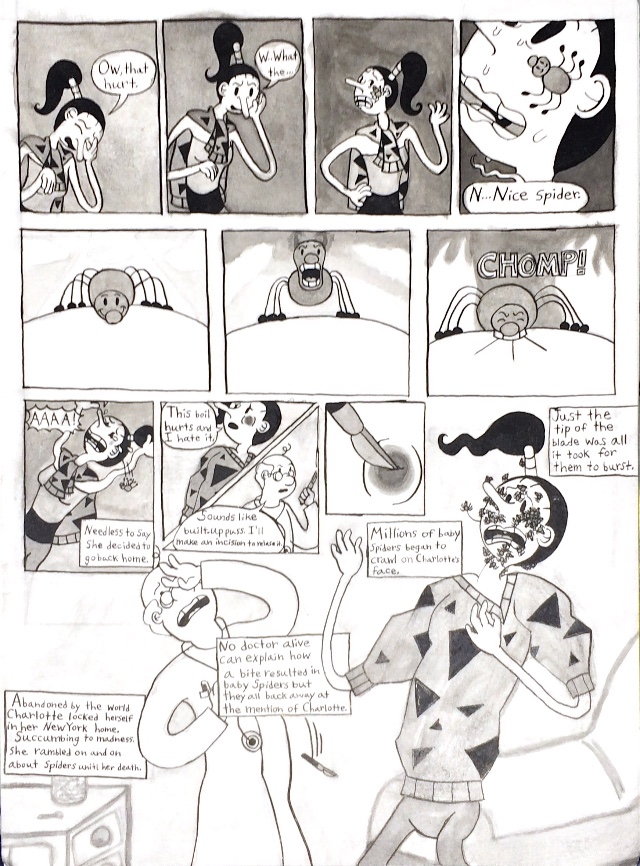 Ow, that
hurt.
W..What
the...
N...Nice Spider.
CHOMP!
AAAA!
Needless to Say
She decided to
go back home.
This boil
hurts and
I hate it.
Sounds like
built-up puss. I'll
make an incision to release it.
Just the
tip of the
blade was all
it took for
them to burst.
Millions of baby
Spiders began to
crawl on Charlotte's
face.
No doctor alive
can explain how
a bite resulted in
baby Spiders but
they all back away at
the mention of Charlotte.
Abandoned by the world
Charlotte locked herself
in her New York home.
Succumbing to madness.
She rambled on and on
about Spiders until her death.